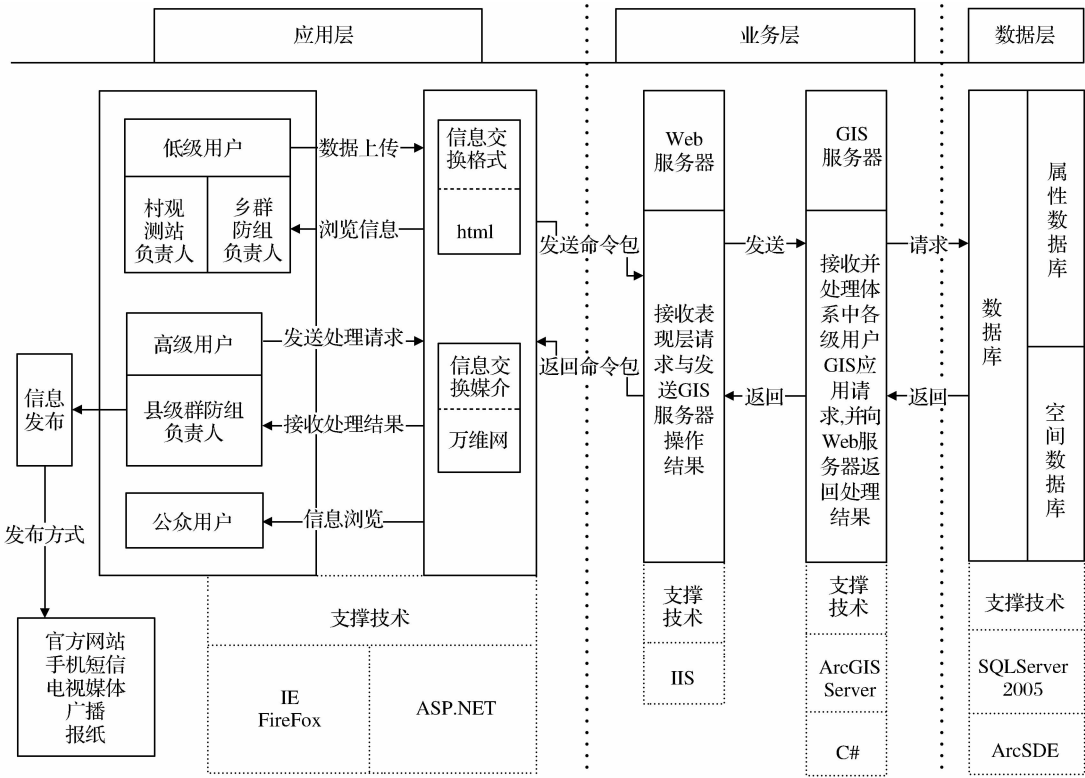 应用层
业务层
数据层
低级用户
村观
测站
负责人
乡群
防组
负责人
数据上传
浏览信息
信息交
换格式
html
高级用户
县级群防组
负责人
发送处理请求
接收处理结果
信息交
换媒介
万维网
公众用户
信息浏览
信息
发布
发布方式
官方网站
手机短信
电视媒体
广播
报纸
支撑技术
IE
FireFox
ASP.NET
发送命令包
返回命令包
Web
服务器
接收表
现层请
求与发
送GIS
服务器
操作
结果
支撑
技术
IIS
发送
返回
GIS
服务器
接收并
处理体
系中各
级用户
GIS应
用请
求,并向
Web服
务器返
回处理
结果
支撑
技术
ArcGIS
Server
C#
请求
返回
数据库
属性数据库
空间数据库
支撑技术
SQLServer
2005
ArcSDE